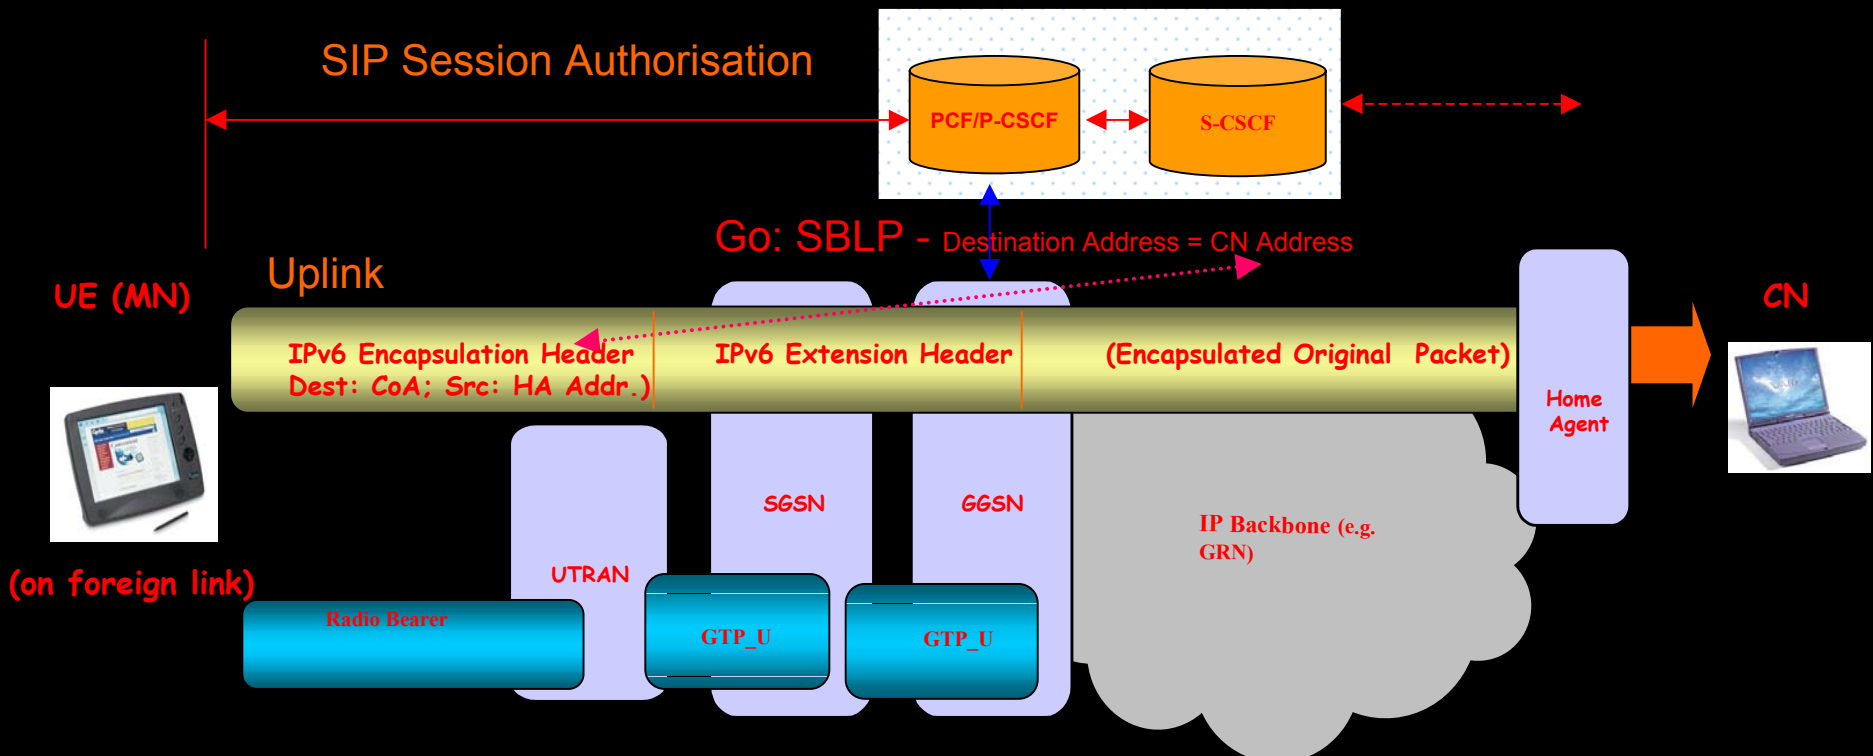 SIP Session Authorisation
PCF/P-CSCF
S-CSCF
Go: SBLP - Destination Address = CN Address
Uplink
UE (MN)
CN
IPv6 Encapsulation Header
Dest: CoA; Src: HA Addr.)
IPv6 Extension Header
(Encapsulated Original Packet)
Home
Agent
SGSN
GGSN
IP Backbone (e.g.
GRN)
UTRAN
(on foreign link)
Radio Bearer
GTP_U
GTP_U